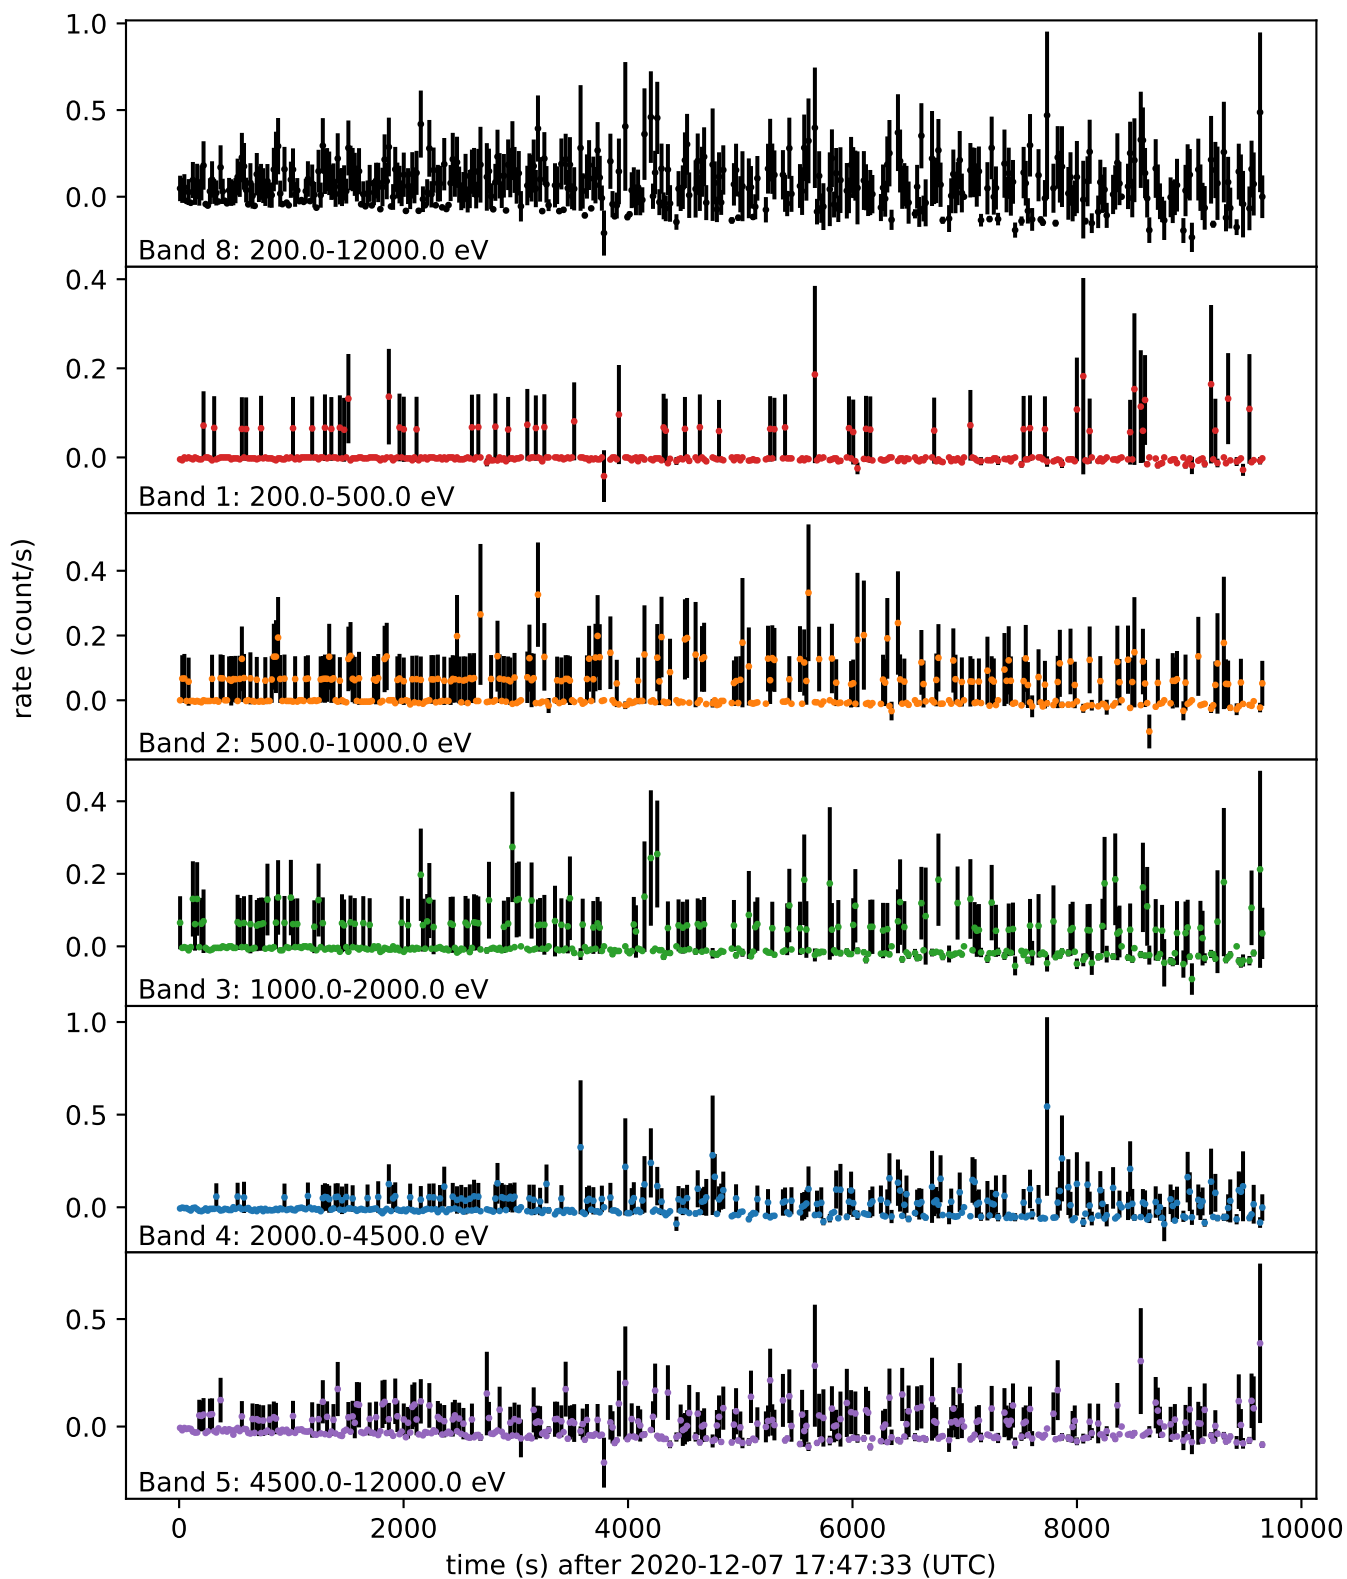 1.0
0.5
0.0
Band 8: 200.0-12000.0 eV
0.4
0.2
0.0
Band 1: 200.0-500.0 eV
rate (count/s)
0.4
0.2
0.0
Band 2: 500.0-1000.0 eV
0.4
0.2
0.0
Band 3: 1000.0-2000.0 eV
1.0
0.5
0.0
Band 4: 2000.0-4500.0 eV
0.5
0.0
Band 5: 4500.0-12000.0 eV
0 2000 4000 6000 8000 10000
time (s) after 2020-12-07 17:47:33 (UTC)